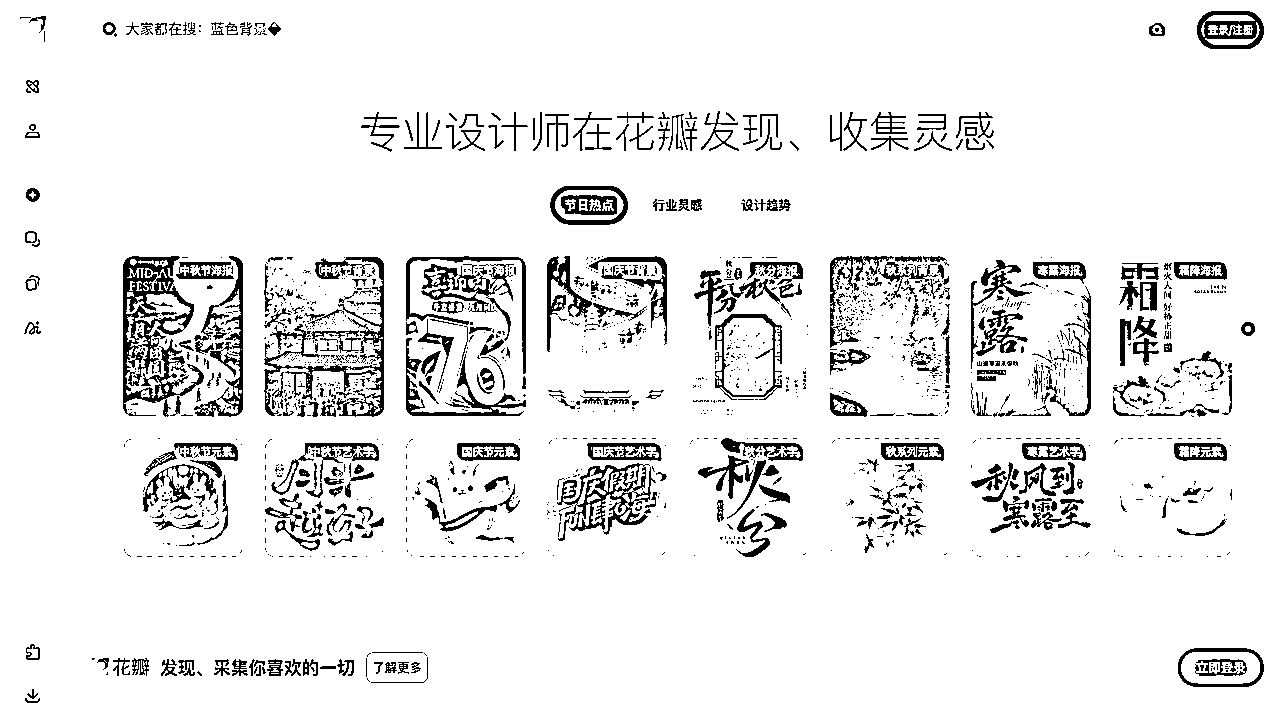 大家都在搜：蓝色背景
登录/注册
专业设计师在花瓣发现、收集灵感
节日热点
行业灵感
设计趋势
中秋节海报
中秋节背景
国庆节海报
国庆节背景
秋分海报
秋系列背景
寒露海报
霜降海报
MID-AU
FESTIVA
76
平分秋色
寒露
霜降
中秋节元素
中秋节艺术字
国庆节元素
国庆节艺术字
秋分艺术字
秋系列元素
寒露艺术字
霜降元素
国庆假期
秋分
秋风到
寒露至
花瓣
发现、采集你喜欢的一切
了解更多
立即登录